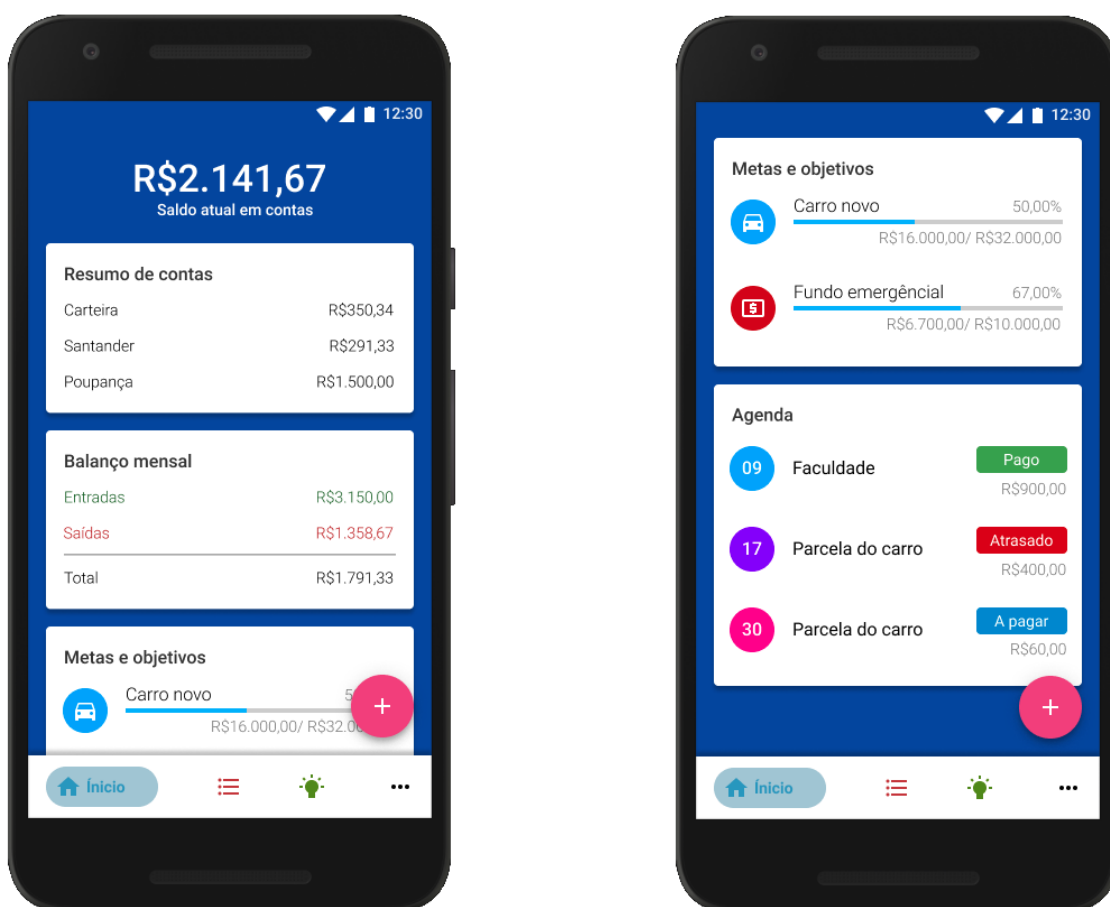 12:30
R$2.141,67
Saldo atual em contas
Resumo de contas
Carteira R$350,34
Santander R$291,33
Poupança R$1.500,00
Balanço mensal
Entradas R$3.150,00
Saídas R$1.358,67
Total R$1.791,33
Metas e objetivos
Carro novo 5
R$16.000,00/ R$32.0
+
Ínicio
12:30
Metas e objetivos
Carro novo 50,00%
R$16.000,00/ R$32.000,00
Fundo emergêncial 67,00%
R$6.700,00/ R$10.000,00
Agenda
09 Faculdade Pago
R$900,00
17 Parcela do carro Atrasado
R$400,00
30 Parcela do carro A pagar
R$60,00
+
Ínicio